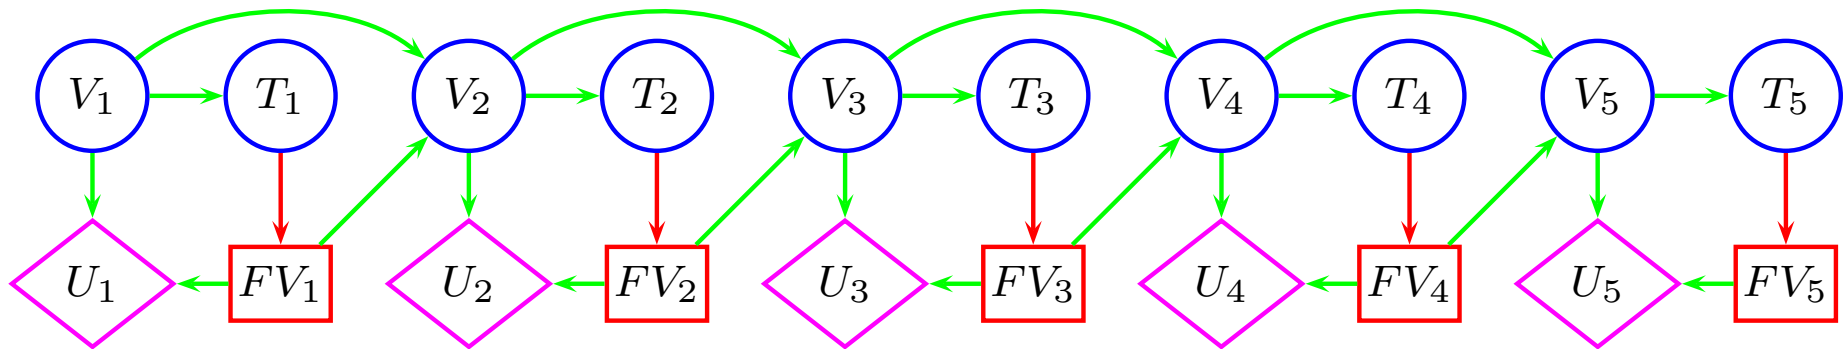 V₁ T₁ V₂ T₂ V₃ T₃ V₄ T₄ V₅ T₅
U₁ FV₁ U₂ FV₂ U₃ FV₃ U₄ FV₄ U₅ FV₅